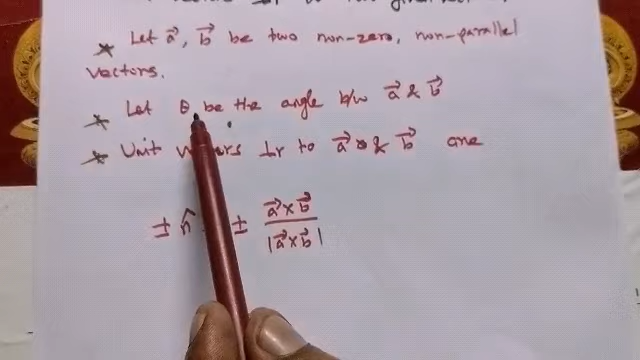 * Let a⃗, b⃗ be two non-zero, non-parallel
vectors.
* Let θ be the angle b/w a⃗ & b⃗
* Unit vectors ⊥r to a⃗ & b⃗ are
± n̂ = ± a⃗×b⃗ / |a⃗×b⃗|